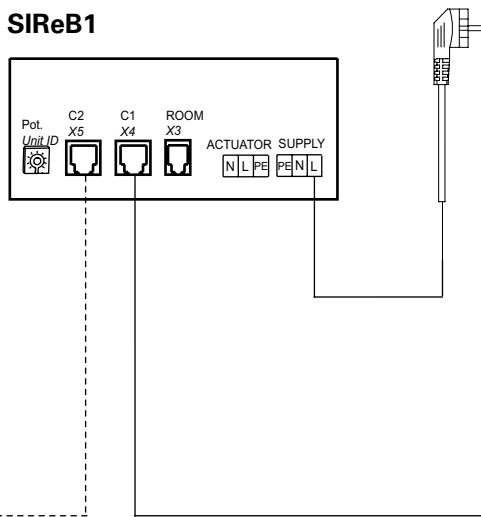 SIReB1
Pot.
Unit ID
C2
X5
C1
X4
ROOM
X3
ACTUATOR
N L PE
SUPPLY
PE N L